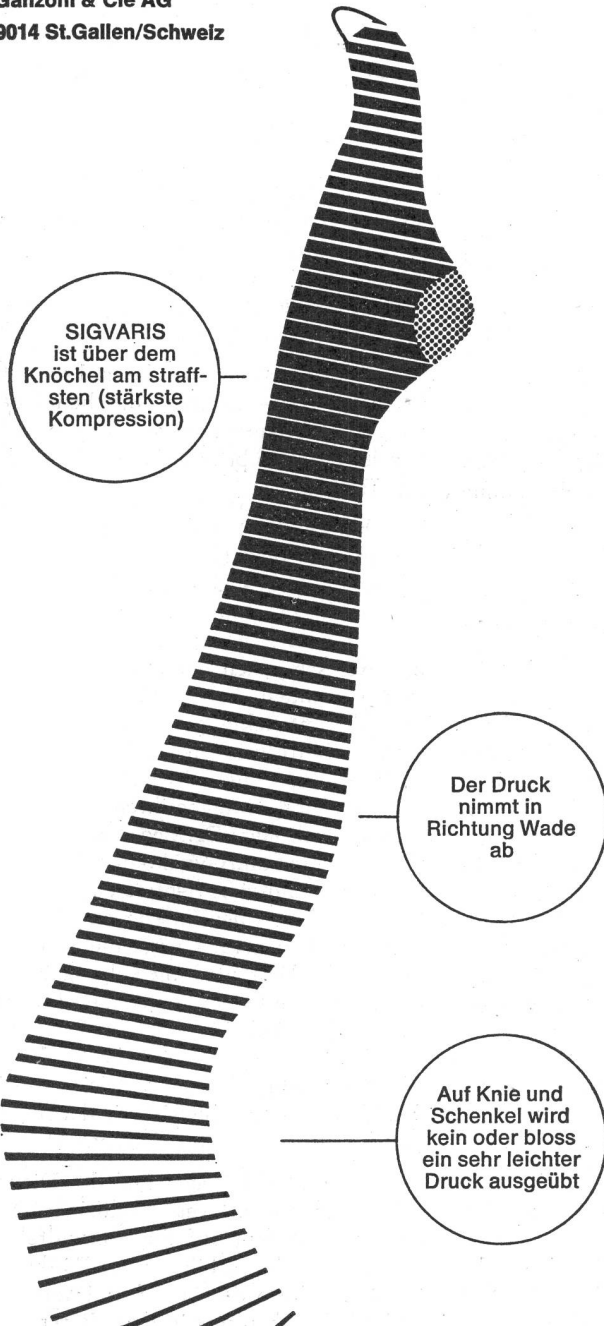 Ganzoni & Cie AG
9014 St.Gallen/Schweiz
SIGVARIS
ist über dem
Knöchel am straff-
sten (stärkste
Kompression)
Der Druck
nimmt in
Richtung Wade
ab
Auf Knie und
Schenkel wird
kein oder bloss
ein sehr leichter
Druck ausgeübt